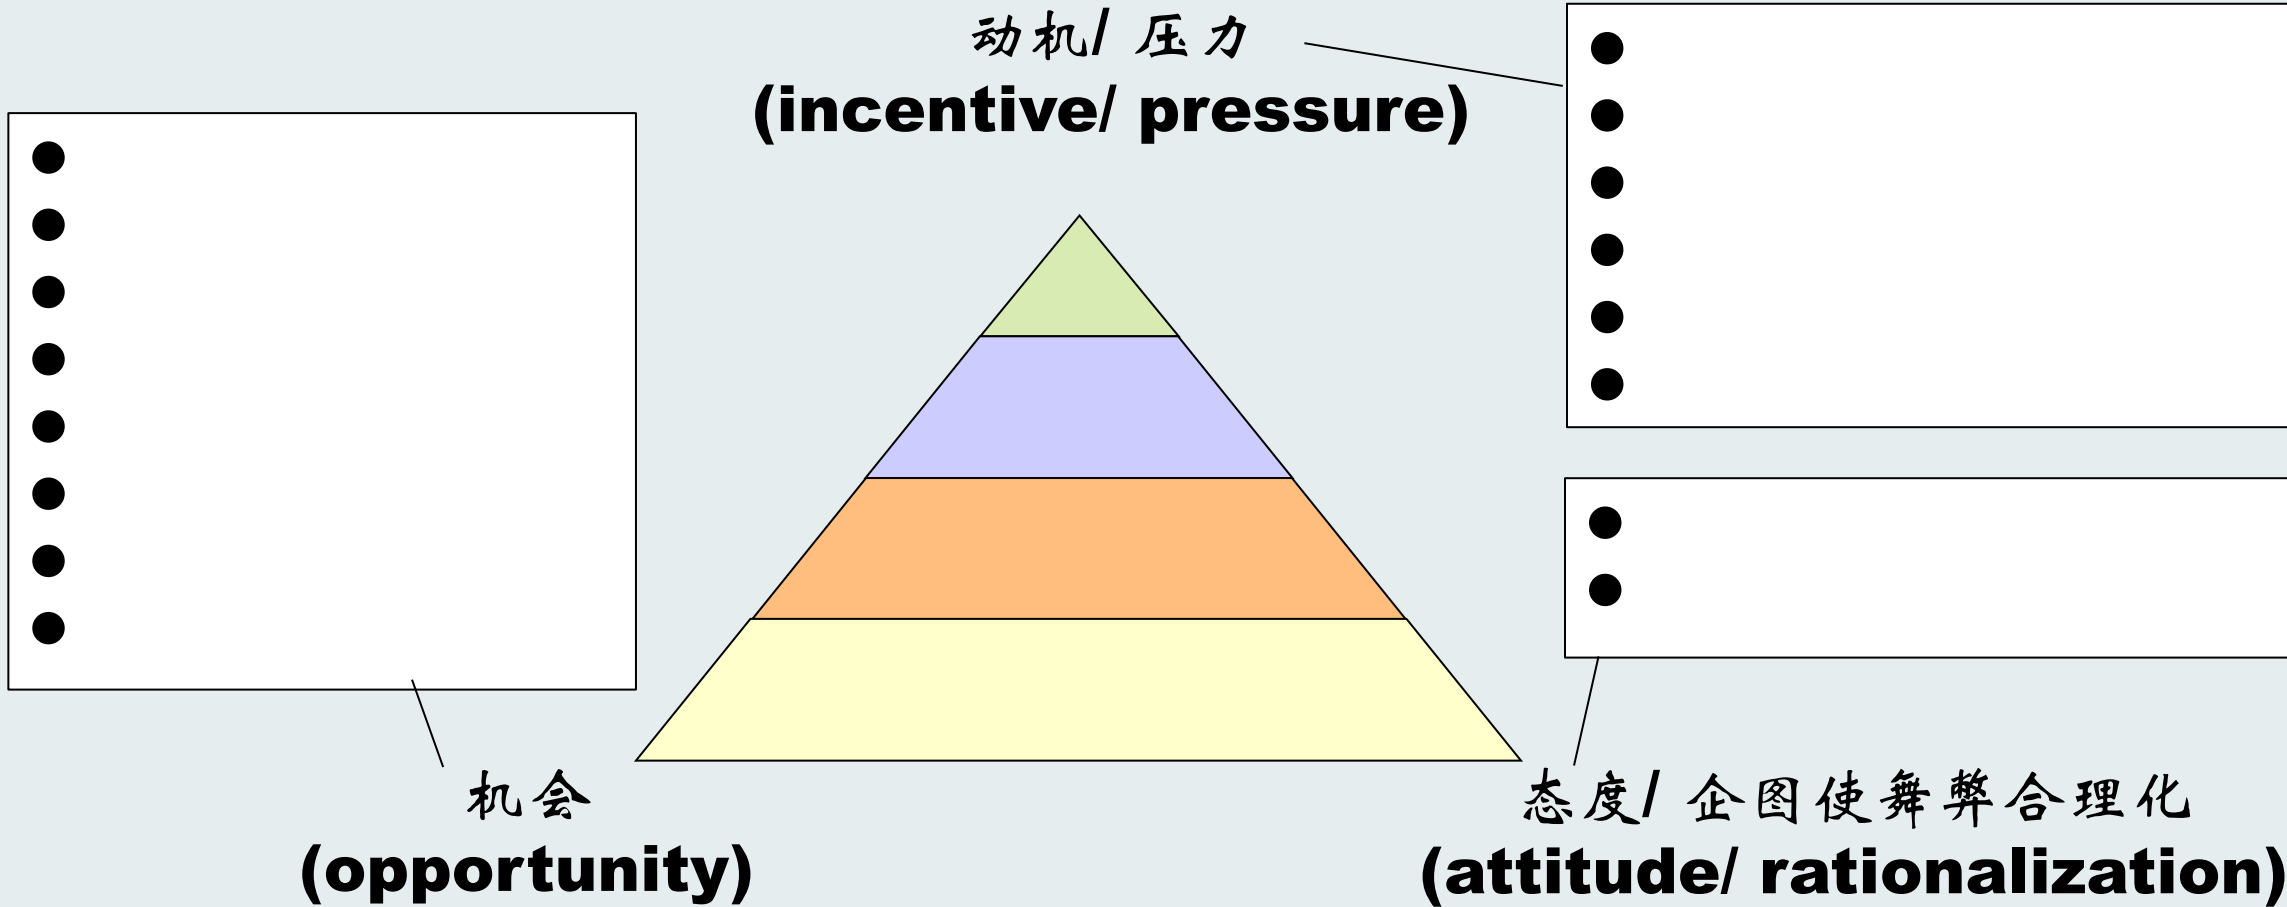 动机/ 压力
(incentive/ pressure)
机会
(opportunity)
态度/ 企图使舞弊合理化
(attitude/ rationalization)